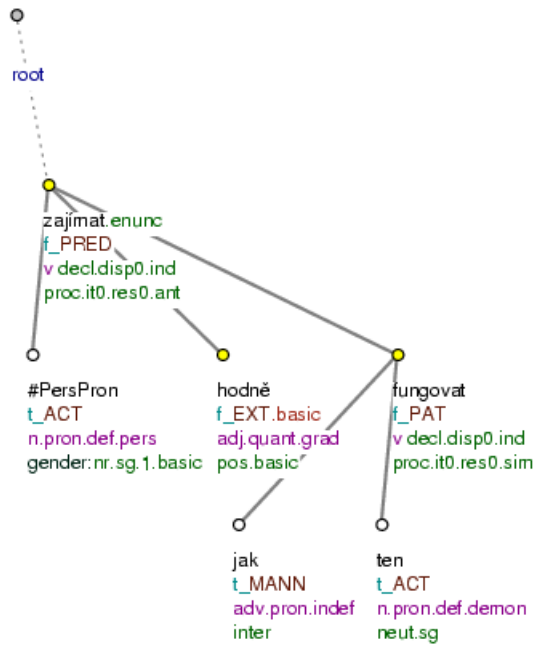 root
zajímat.enunc
f_PRED
v decl.disp0.ind
proc.it0.res0.ant
#PersPron
t_ACT
n.pron.def.pers
gender:nr.sg.1.basic
hodně
f_EXT.basic
adj.quant.grad
pos.basic
fungovat
f_PAT
v decl.disp0.ind
proc.it0.res0.sim
jak
t_MANN
adv.pron.indef
inter
ten
t_ACT
n.pron.def.demon
neut.sg